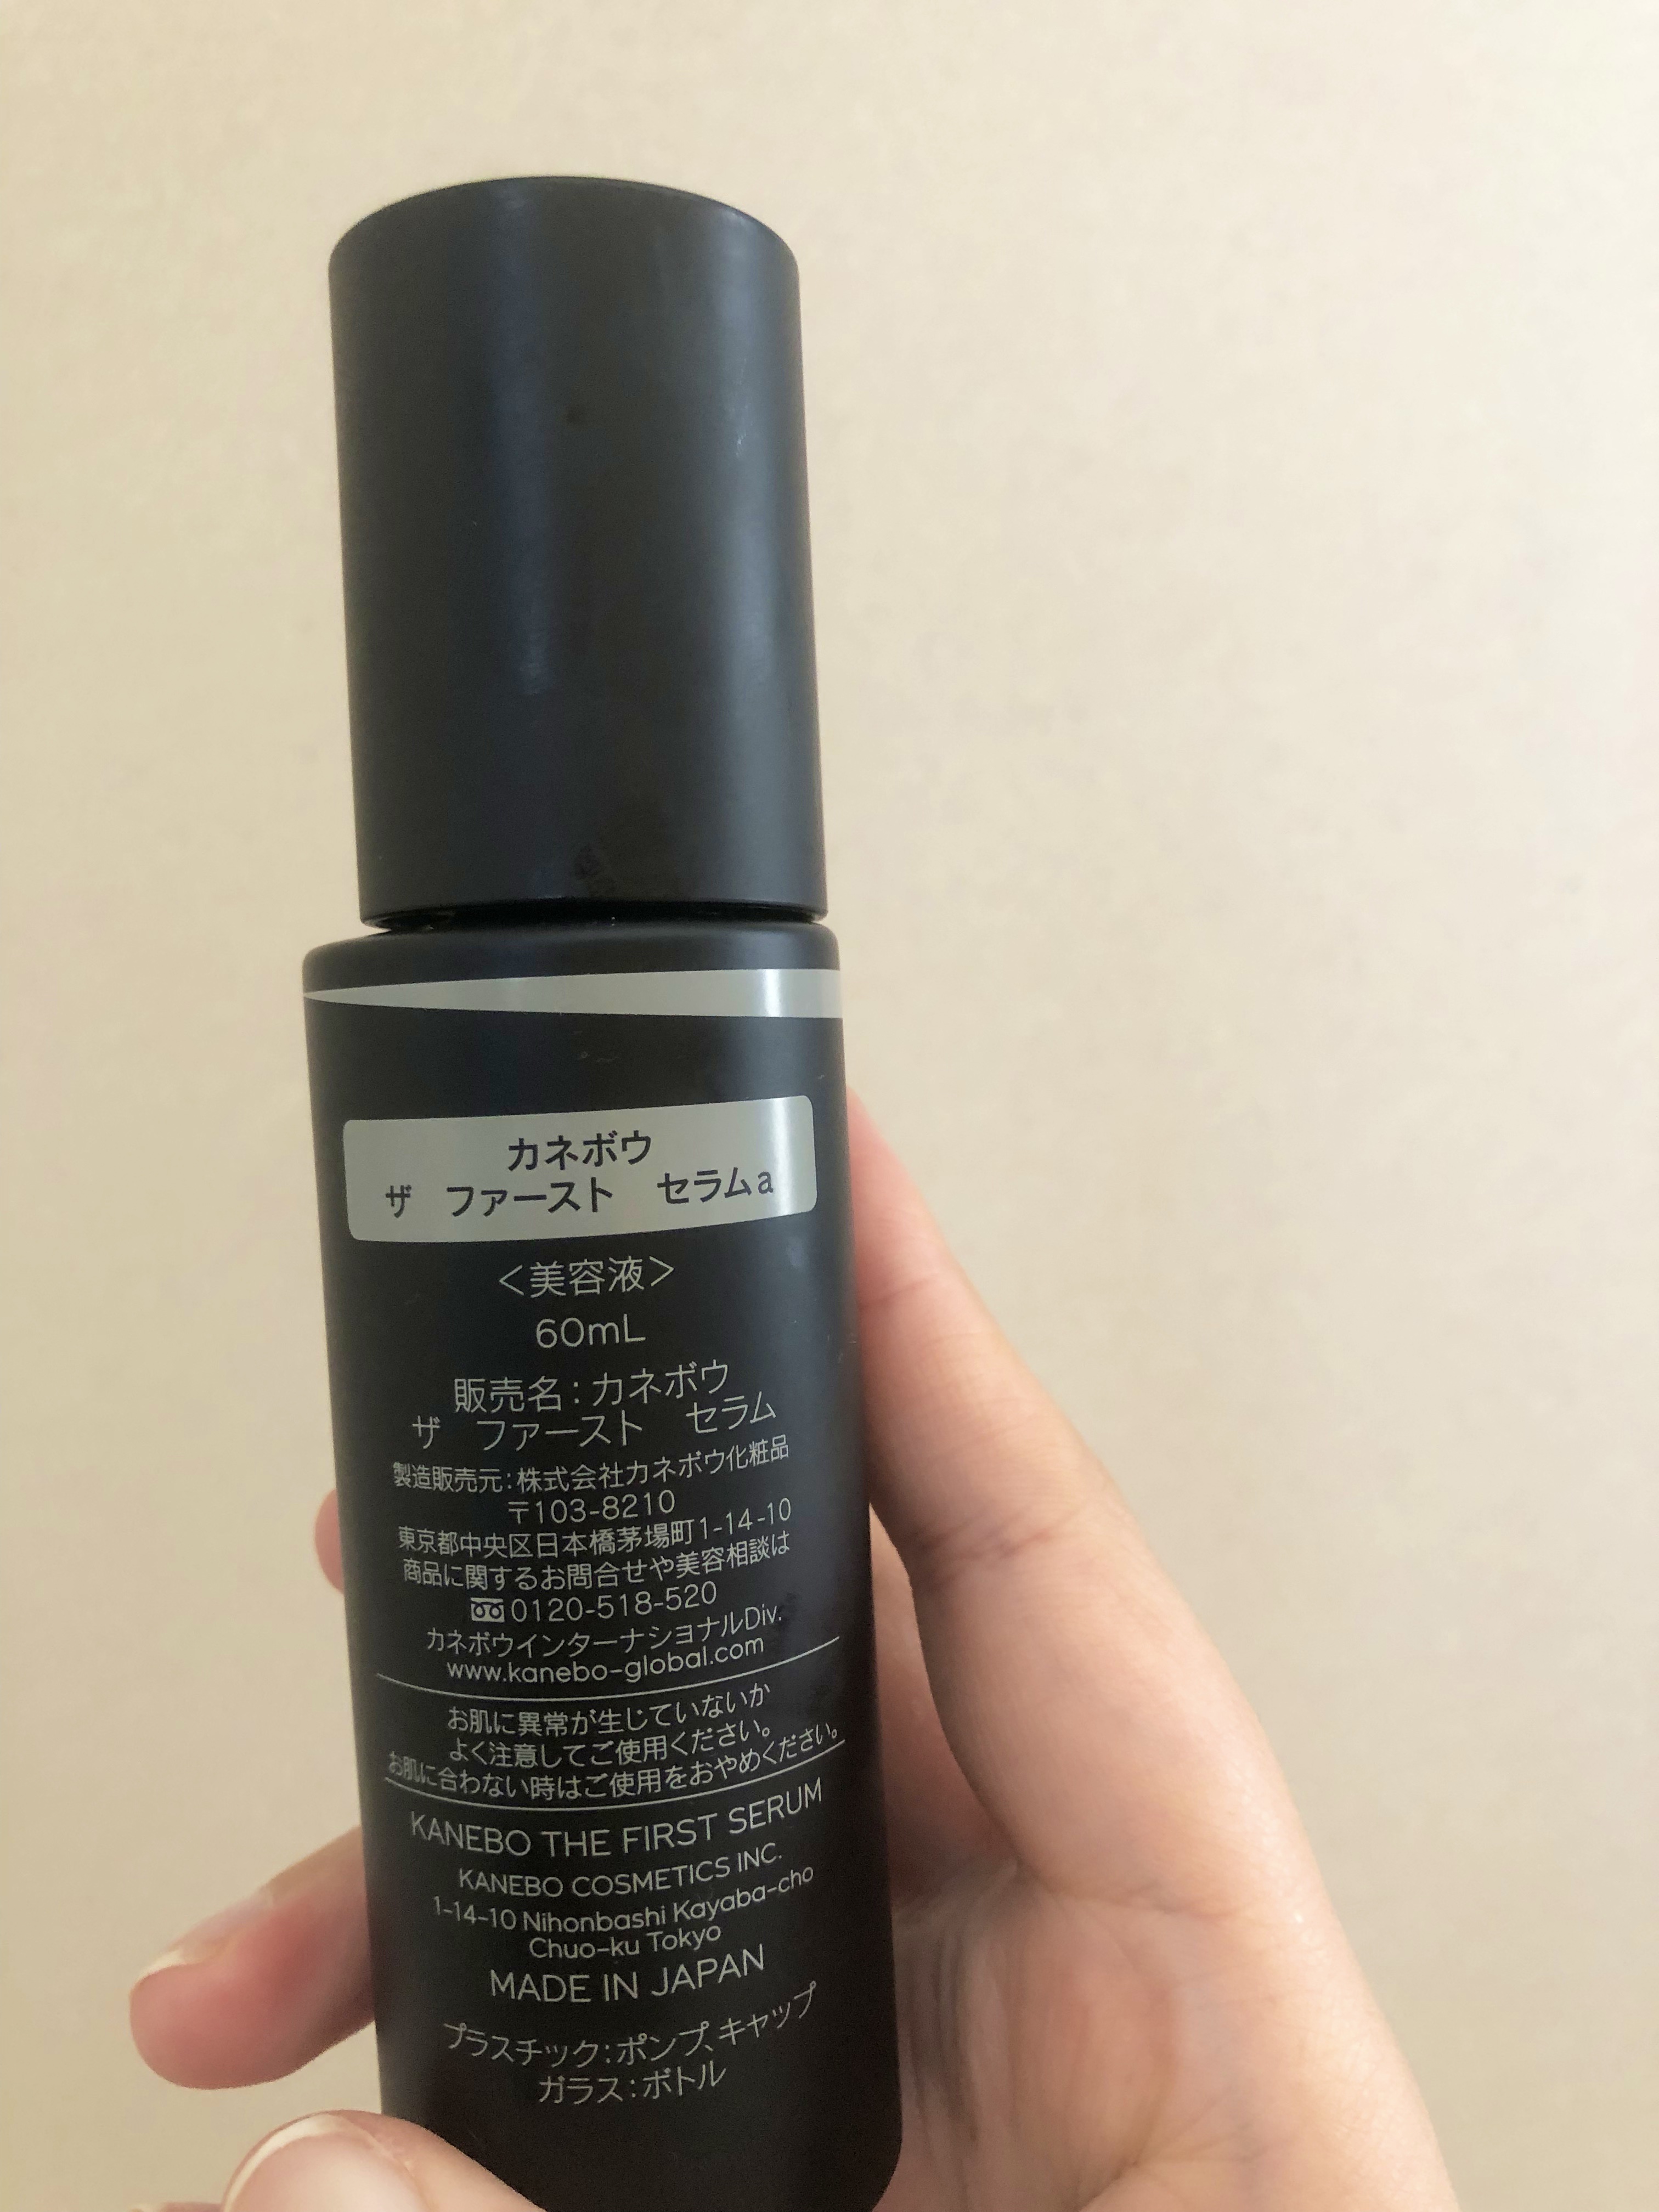 カネボウ
ザ　ファースト　セラムa
＜美容液＞
60mL
販売名：カネボウ
ザ　ファースト　セラム
製造販売元：株式会社カネボウ化粧品
〒103-8210
東京都中央区日本橋茅場町1-14-10
商品に関するお問合せや美容相談は
0120-518-520
カネボウインターナショナルDiv.
www.kanebo-global.com
お肌に異常が生じていないか
よく注意してご使用ください。
お肌に合わない時はご使用をおやめください。
KANEBO THE FIRST SERUM
KANEBO COSMETICS INC.
1-14-10 Nihonbashi Kayaba-cho
Chuo-ku Tokyo
MADE IN JAPAN
プラスチック：ポンプ、キャップ
ガラス：ボトル